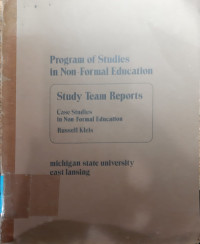 Program of Studies
in Non-Formal Education
Study Team Reports
Case Studies
in Non-Formal Education
Russell Kleis
michigan state university
east lansing